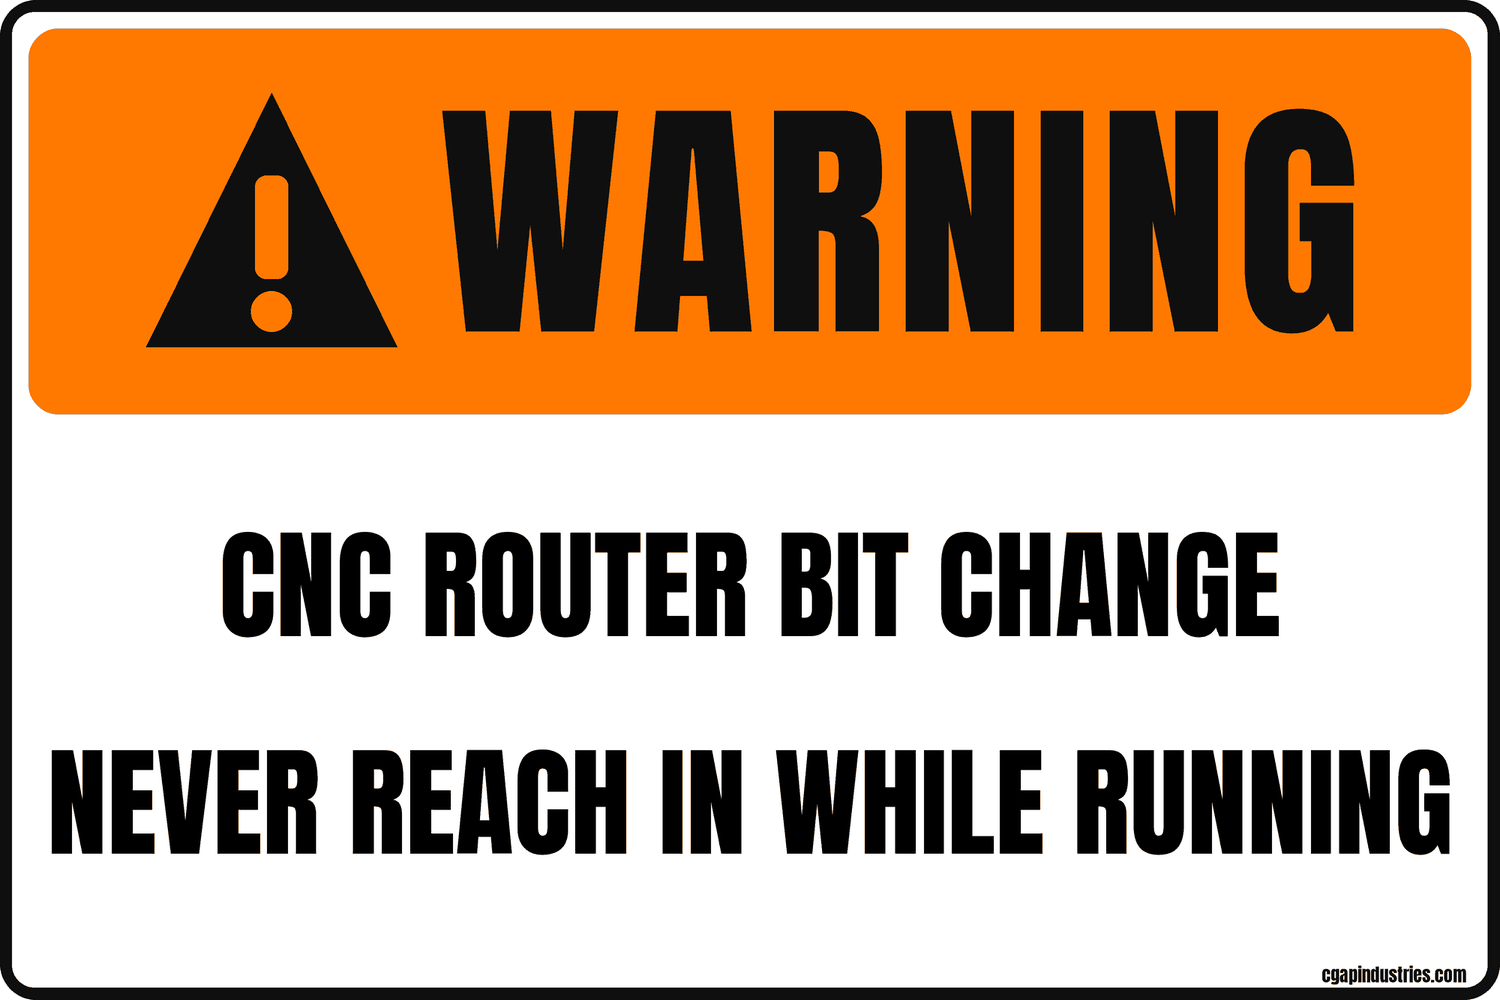 WARNING
CNC ROUTER BIT CHANGE
NEVER REACH IN WHILE RUNNING
cgapindustries.com